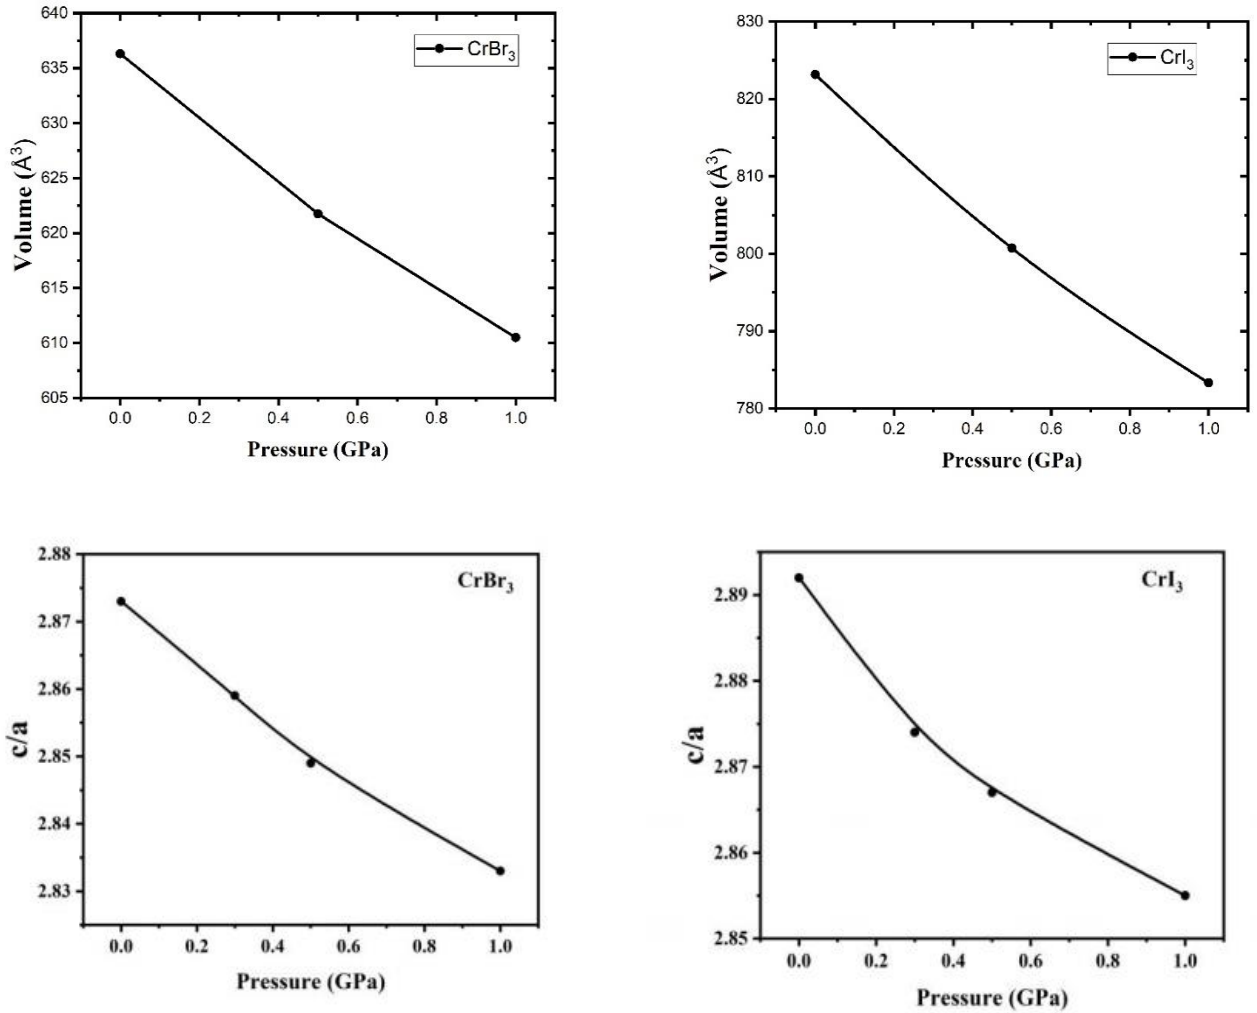 640
635
630
625
620
615
610
605
Volume (Å³)
CrBr₃
0.0 0.2 0.4 0.6 0.8 1.0
Pressure (GPa)
830
820
810
800
790
780
Volume (Å³)
CrI₃
0.0 0.2 0.4 0.6 0.8 1.0
Pressure (GPa)
2.88
2.87
2.86
2.85
2.84
2.83
c/a
CrBr₃
0.0 0.2 0.4 0.6 0.8 1.0
Pressure (GPa)
2.89
2.88
2.87
2.86
2.85
c/a
CrI₃
0.0 0.2 0.4 0.6 0.8 1.0
Pressure (GPa)